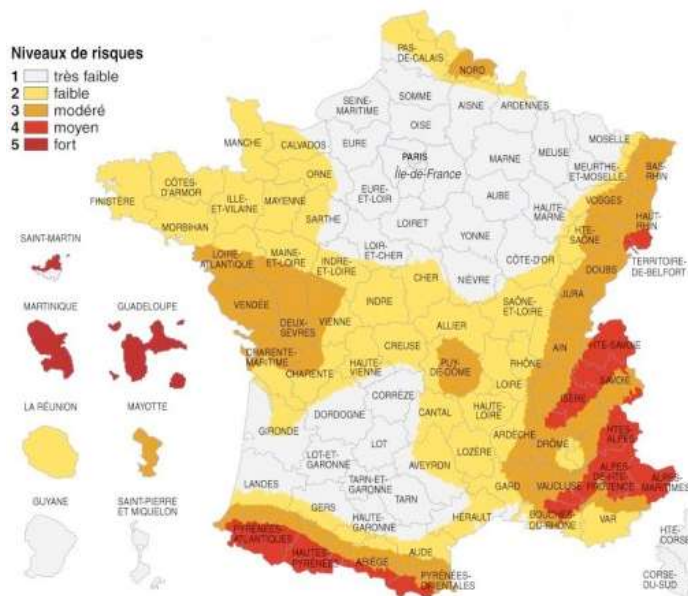 Niveaux de risques
1 très faible
2 faible
3 modéré
4 moyen
5 fort
PAS-
DE-CALAIS
NORD
SOMME
SEINE-
MARITIME
AISNE
ARDENNES
OISE
MANCHE
CALVADOS
EURE
PARIS
Île-de-France
MARNE
MEUSE
MOSELLE
MEURTHE-
ET-MOSELLE
BAS-
RHIN
ORNE
FINISTÈRE
CÔTES-
D'ARMOR
ILLE-
ET-VILAINE
MAYENNE
EURE-
ET-LOIR
AUBE
HAUTE-
MARNE
VOSGES
HAUT-
RHIN
MORBIHAN
SARTHE
LOIRET
YONNE
HTE-
SAÔNE
TERRITOIRE-
DE-BELFORT
LOIRE-
ATLANTIQUE
MAINE-
ET-LOIRE
INDRE-
ET-LOIRE
LOIR-
ET-CHER
CHER
NIÈVRE
CÔTE-D'OR
DOUBS
VENDÉE
DEUX-
SÈVRES
VIENNE
INDRE
SAÔNE-
ET-LOIRE
JURA
ALLIER
CHARENTE-
MARITIME
CHARENTE
HAUTE-
VIENNE
CREUSE
PUY-
DE-DÔME
RHÔNE
LOIRE
AIN
HTE-SAVOIE
SAVOIE
ISÈRE
CORRÈZE
DORDOGNE
GIRONDE
CANTAL
HAUTE-
LOIRE
ARDÈCHE
DRÔME
HTES-
ALPES
LOT
LOT-ET-
GARONNE
AVEYRON
LOZÈRE
LANDES
TARN-ET-
GARONNE
TARN
GARD
VAUCLUSE
ALPES-
DE-HTE-
PROVENCE
ALPES-
MARITIMES
GERS
HAUTE-
GARONNE
HÉRAULT
BOUCHES-
DU-RHÔNE
VAR
PYRÉNÉES-
ATLANTIQUES
HAUTES-
PYRÉNÉES
ARIÈGE
AUDE
PYRÉNÉES-
ORIENTALES
HTE-
CORSE
CORSE-
DU-SUD
SAINT-MARTIN
MARTINIQUE
GUADELOUPE
LA RÉUNION
MAYOTTE
GUYANE
SAINT-PIERRE
ET MIQUELON